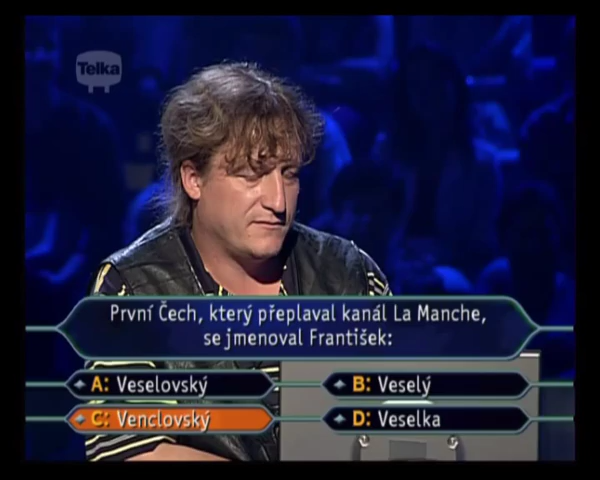 Telka
První Čech, který přeplaval kanál La Manche,
se jmenoval František:
A: Veselovský
B: Veselý
C: Venclovský
D: Veselka